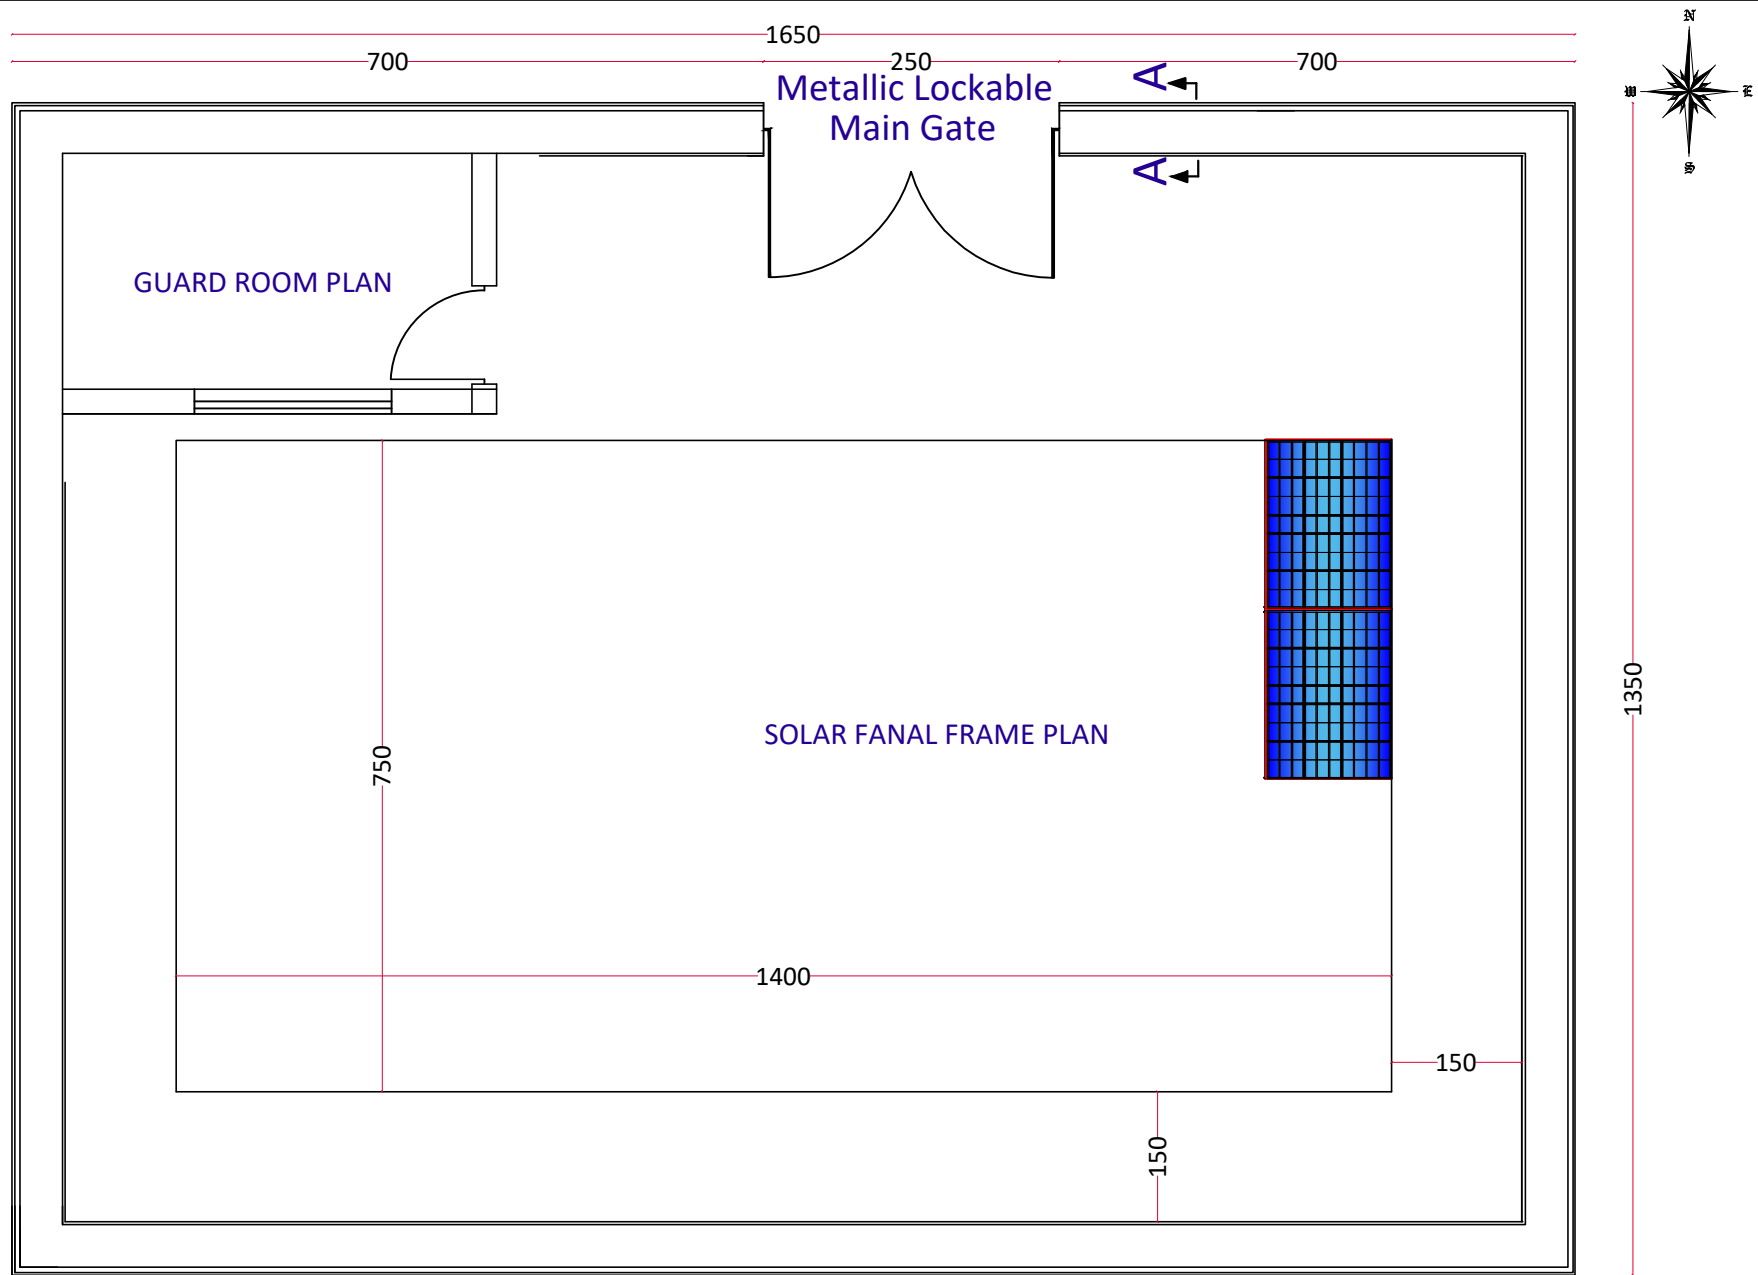 1650
700
250
700
Metallic Lockable
Main Gate
A
A
N
W
E
S
GUARD ROOM PLAN
1350
SOLAR FANAL FRAME PLAN
750
1400
150
150